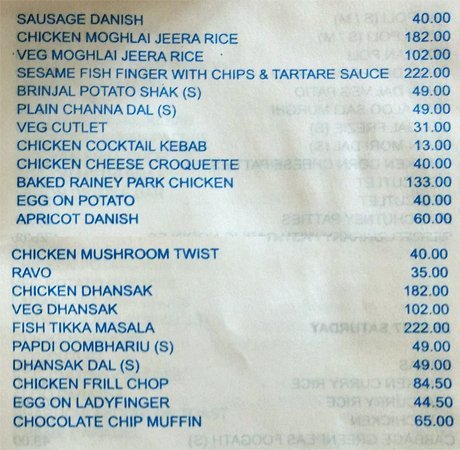 SAUSAGE DANISH 40.00
CHICKEN MOGHLAI JEERA RICE 182.00
VEG MOGHLAI JEERA RICE 102.00
SESAME FISH FINGER WITH CHIPS & TARTARE SAUCE 222.00
BRINJAL POTATO SHAK (S) 49.00
PLAIN CHANNA DAL (S) 49.00
VEG CUTLET 31.00
CHICKEN COCKTAIL KEBAB 13.00
CHICKEN CHEESE CROQUETTE 40.00
BAKED RAINEY PARK CHICKEN 133.00
EGG ON POTATO 40.00
APRICOT DANISH 60.00
CHICKEN MUSHROOM TWIST 40.00
RAVO 35.00
CHICKEN DHANSAK 182.00
VEG DHANSAK 102.00
FISH TIKKA MASALA 222.00
PAPDI OOMBHARIU (S) 49.00
DHANSAK DAL (S) 49.00
CHICKEN FRILL CHOP 84.50
EGG ON LADYFINGER 44.50
CHOCOLATE CHIP MUFFIN 65.00